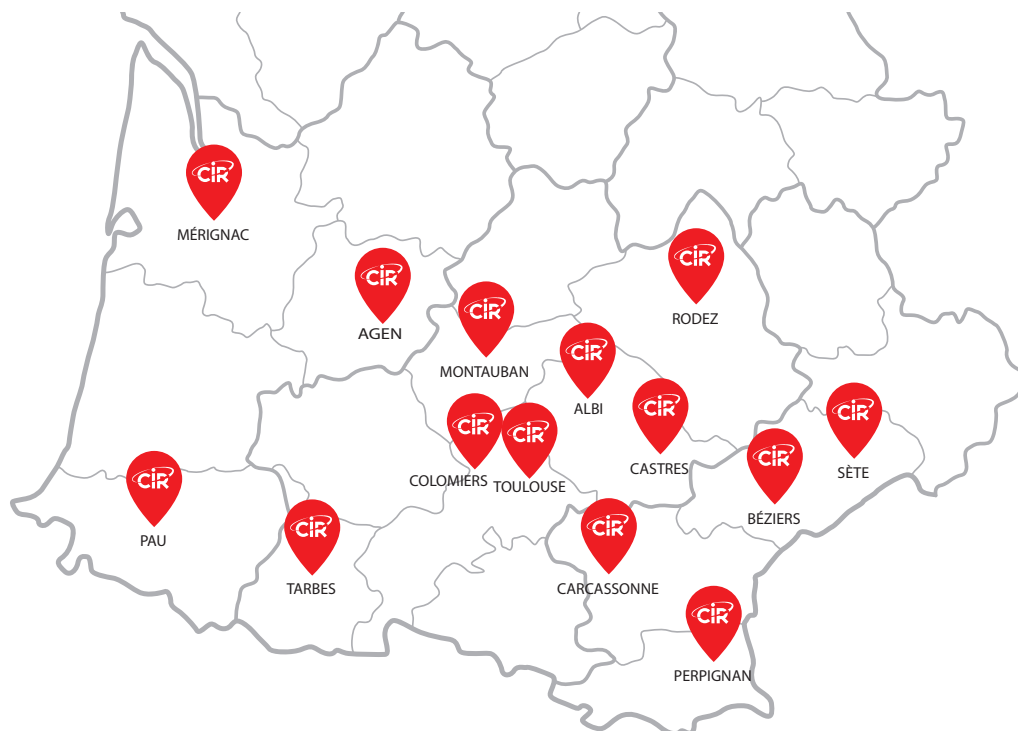 CiR
MÉRIGNAC
CiR
RODEZ
CiR
AGEN
CiR
MONTAUBAN
CiR
ALBI
CiR
CASTRES
CiR
SÈTE
CiR
COLOMIERS
CiR
TOULOUSE
CiR
BÉZIERS
CiR
PAU
CiR
TARBES
CiR
CARCASSONNE
CiR
PERPIGNAN